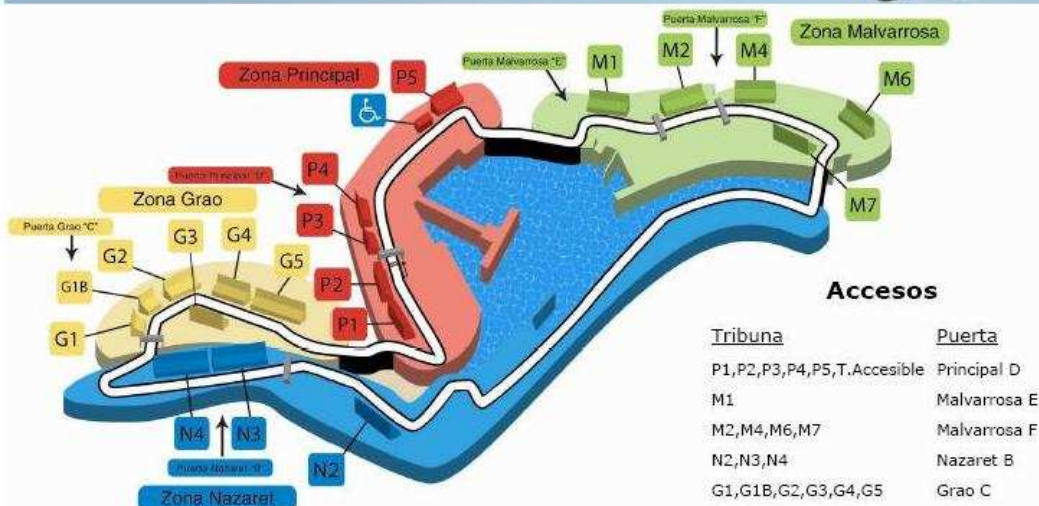 Puerta Malvarrosa "F"
Zona Malvarrosa
Puerta Malvarrosa "E"
M1
M2
M4
M6
M7
Zona Principal
P5
P4
Puerta Principal "D"
P3
P2
P1
Zona Grao
Puerta Grao "C"
G2
G3
G4
G5
G1B
G1
N4
N3
N2
Puerta Nazaret "B"
Zona Nazaret
Accesos
Tribuna Puerta
P1,P2,P3,P4,P5,T.Accesible Principal D
M1 Malvarrosa E
M2,M4,M6,M7 Malvarrosa F
N2,N3,N4 Nazaret B
G1,G1B,G2,G3,G4,G5 Grao C